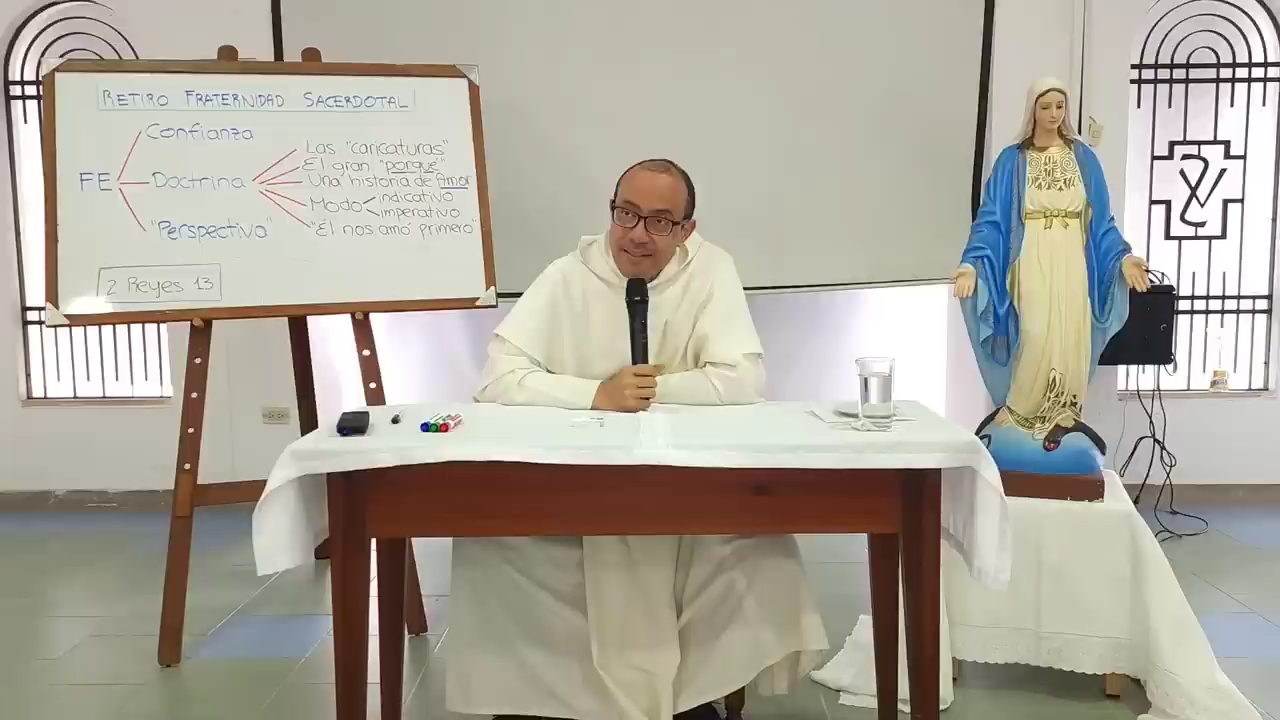 RETIRO FRATERNIDAD SACERDOTAL
FE
Confianza
Doctrina
"Perspectiva"
Las "caricaturas"
El gran "porqué"
Una historia de Amor
Modo
indicativo
imperativo
"Él nos amó primero"
2 Reyes 13